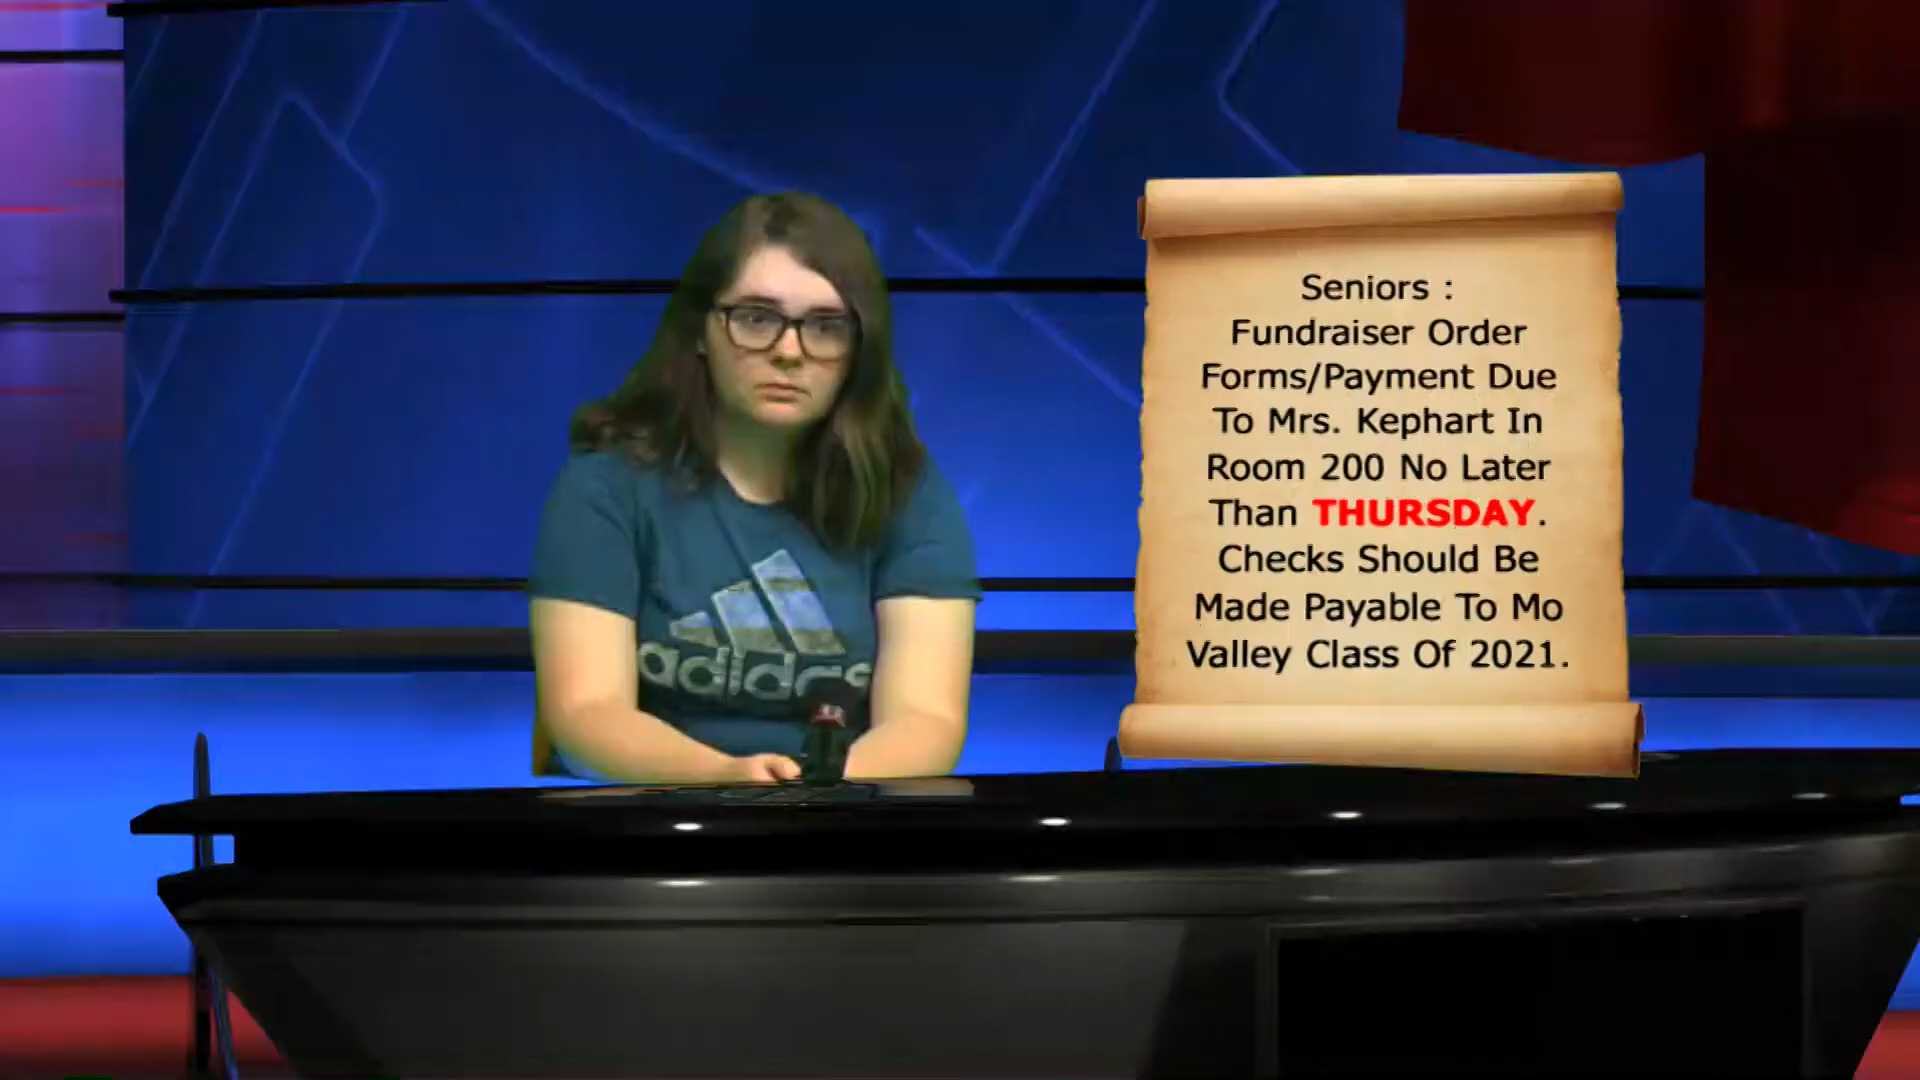 Seniors :
Fundraiser Order
Forms/Payment Due
To Mrs. Kephart In
Room 200 No Later
Than THURSDAY.
Checks Should Be
Made Payable To Mo
Valley Class Of 2021.
adidas